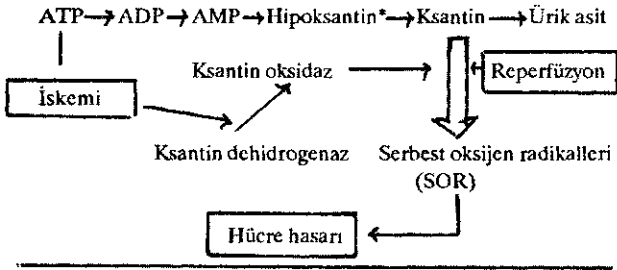 ATP→ADP→AMP→Hipoksantin*→Ksantin→Ürik asit
Ksantin oksidaz
Reperfüzyon
İskemi
Ksantin dehidrogenaz
Serbest oksijen radikalleri
(SOR)
Hücre hasarı